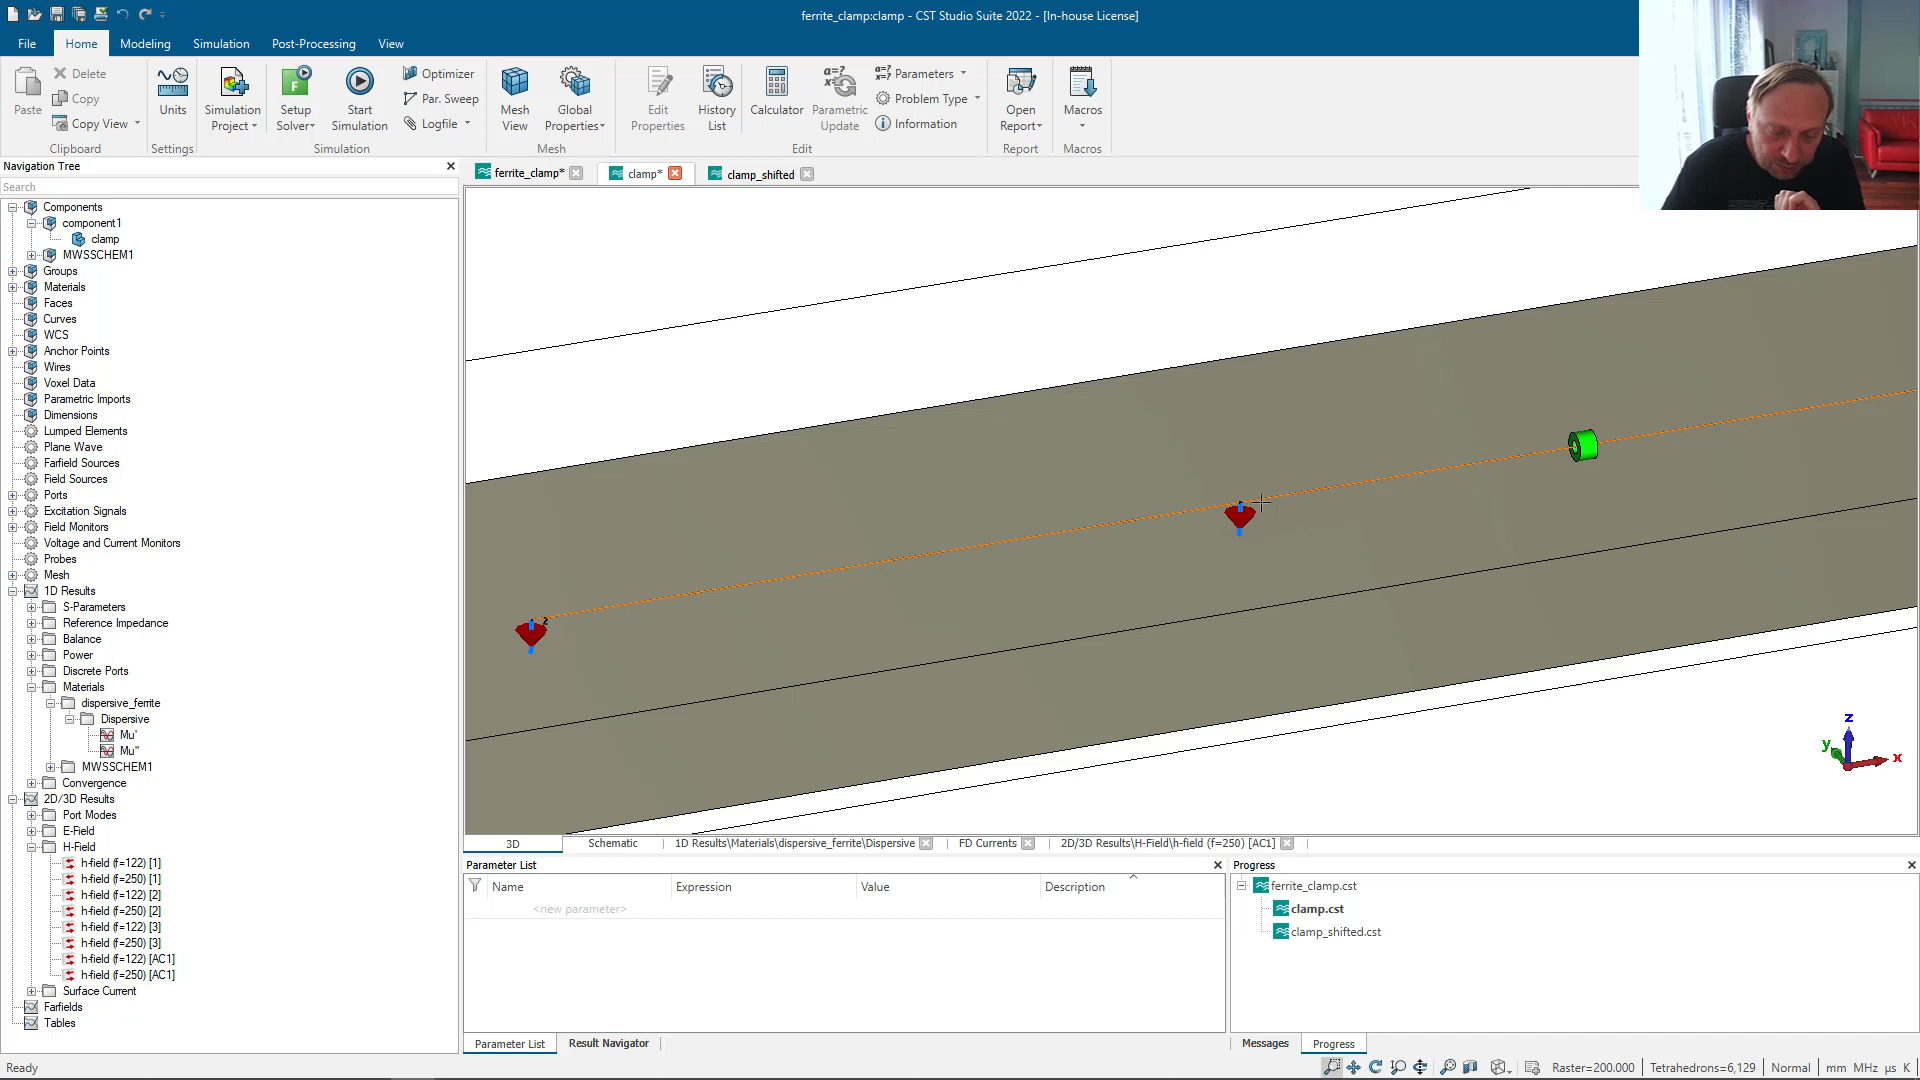 ferrite_clamp:clamp - CST Studio Suite 2022 - [In-house License]
File Home Modeling Simulation Post-Processing View
Paste
Delete
Copy
Copy View
Clipboard
Units
Settings
Simulation Project
Setup Solver
Start Simulation
Optimizer
Par. Sweep
Logfile
Simulation
Mesh View
Global Properties
Mesh
Edit Properties
History List
Calculator
Parametric Update
Parameters
Problem Type
Information
Edit
Open Report
Report
Macros
Macros
Navigation Tree
Search
Components
component1
clamp
MWSSCHEM1
Groups
Materials
Faces
Curves
WCS
Anchor Points
Wires
Voxel Data
Parametric Imports
Dimensions
Lumped Elements
Plane Wave
Farfield Sources
Field Sources
Ports
Excitation Signals
Field Monitors
Voltage and Current Monitors
Probes
Mesh
1D Results
S-Parameters
Reference Impedance
Balance
Power
Discrete Ports
Materials
dispersive_ferrite
Dispersive
Mu'
Mu"
MWSSCHEM1
Convergence
2D/3D Results
Port Modes
E-Field
H-Field
h-field (f=122) [1]
h-field (f=250) [1]
h-field (f=122) [2]
h-field (f=250) [2]
h-field (f=122) [3]
h-field (f=250) [3]
h-field (f=122) [AC1]
h-field (f=250) [AC1]
Surface Current
Farfields
Tables
ferrite_clamp* clamp* clamp_shifted
2
z
y
x
3D Schematic 1D Results\Materials\dispersive_ferrite\Dispersive FD Currents 2D/3D Results\H-Field\h-field (f=250) [AC1]
Parameter List
Name Expression Value Description
<new parameter>
Parameter List Result Navigator
Progress
ferrite_clamp.cst
clamp.cst
clamp_shifted.cst
Messages Progress
Ready
Raster=200.000 Tetrahedrons=6,129 Normal mm MHz µs K